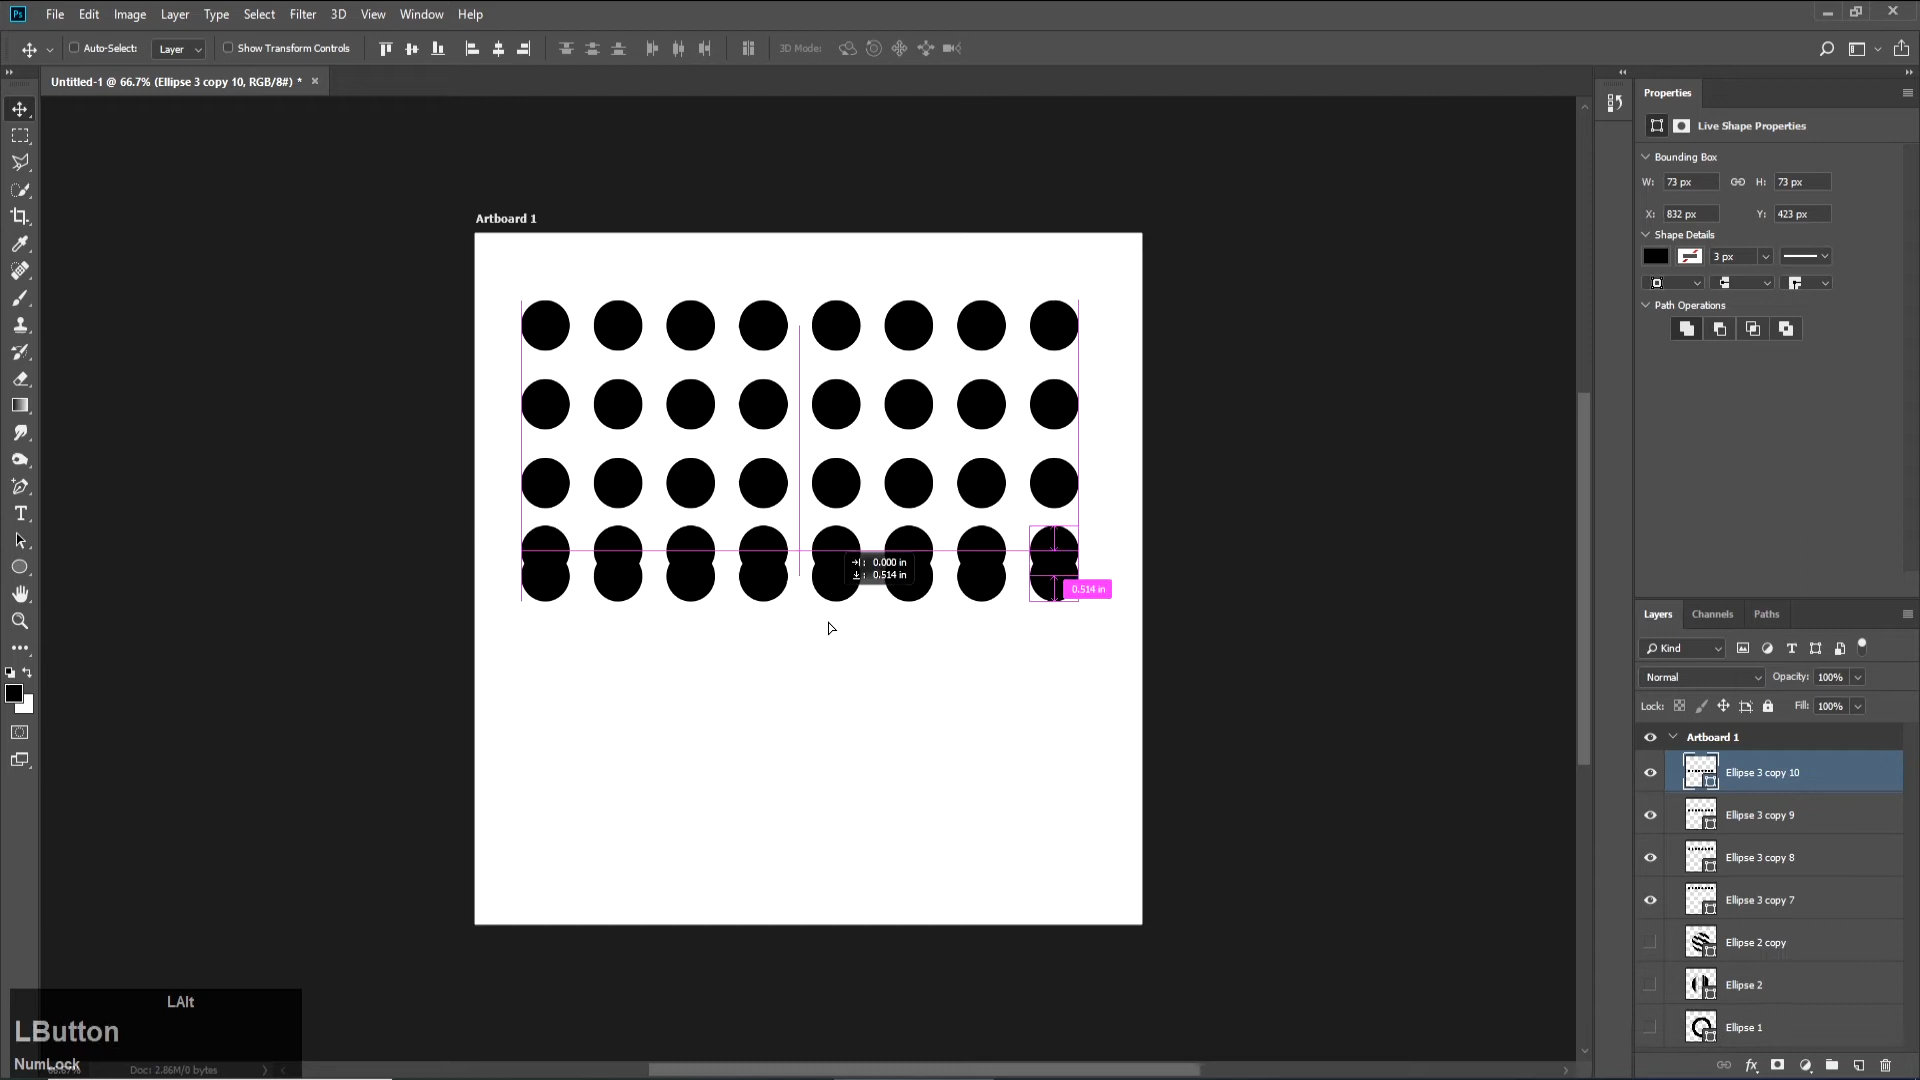 Ps File Edit Image Layer Type Select Filter 3D View Window Help
Auto-Select: Layer Show Transform Controls 3D Mode:
Untitled-1 @ 66.7% (Ellipse 3 copy 10, RGB/8#) * ×
Artboard 1
0.000 in
0.514 in
0.514 in
Properties
Live Shape Properties
Bounding Box
W: 73 px H: 73 px
X: 832 px Y: 423 px
Shape Details
3 px
Path Operations
Layers Channels Paths
Kind
Normal Opacity: 100%
Lock: Fill: 100%
Artboard 1
Ellipse 3 copy 10
Ellipse 3 copy 9
Ellipse 3 copy 8
Ellipse 3 copy 7
Ellipse 2 copy
Ellipse 2
Ellipse 1
LAlt
LButton
NumLock
Doc: 2.86M/0 bytes